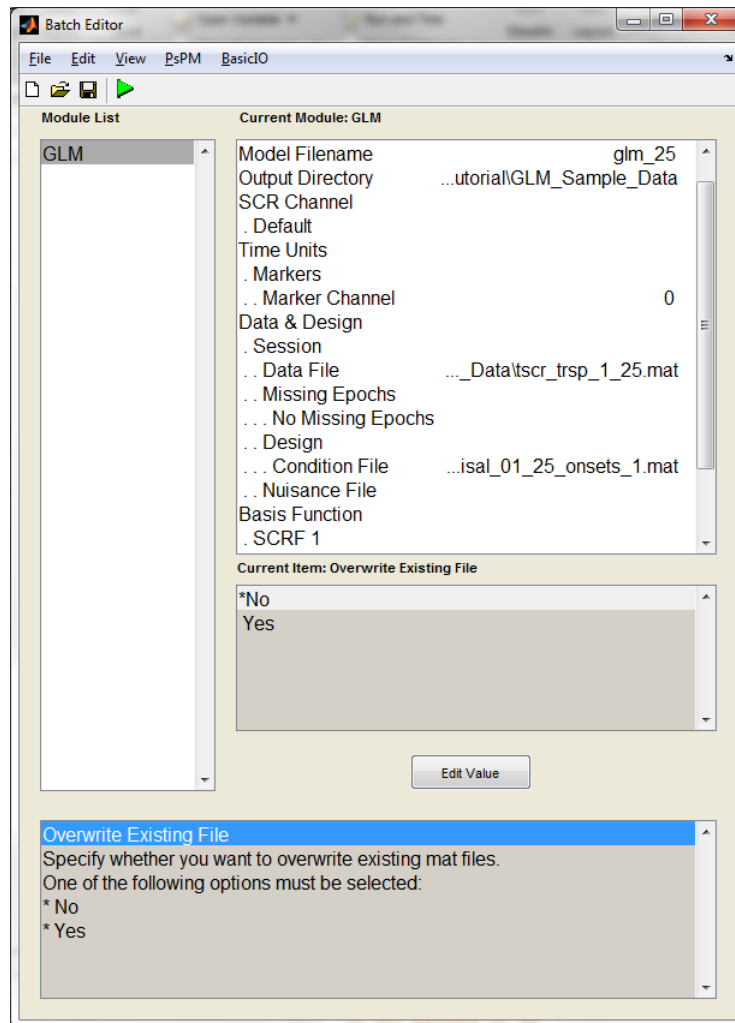 Batch Editor
File Edit View PsPM BasicIO
Module List
GLM
Current Module: GLM
Model Filename glm_25
Output Directory ...utorial\GLM_Sample_Data
SCR Channel
. Default
Time Units
. Markers
. . Marker Channel 0
Data & Design
. Session
. . Data File ..._Data\tscr_trsp_1_25.mat
. . Missing Epochs
. . . No Missing Epochs
. . Design
. . . Condition File ...isal_01_25_onsets_1.mat
. . Nuisance File
Basis Function
. SCRF 1
Current Item: Overwrite Existing File
*No
Yes
Edit Value
Overwrite Existing File
Specify whether you want to overwrite existing mat files.
One of the following options must be selected:
* No
* Yes